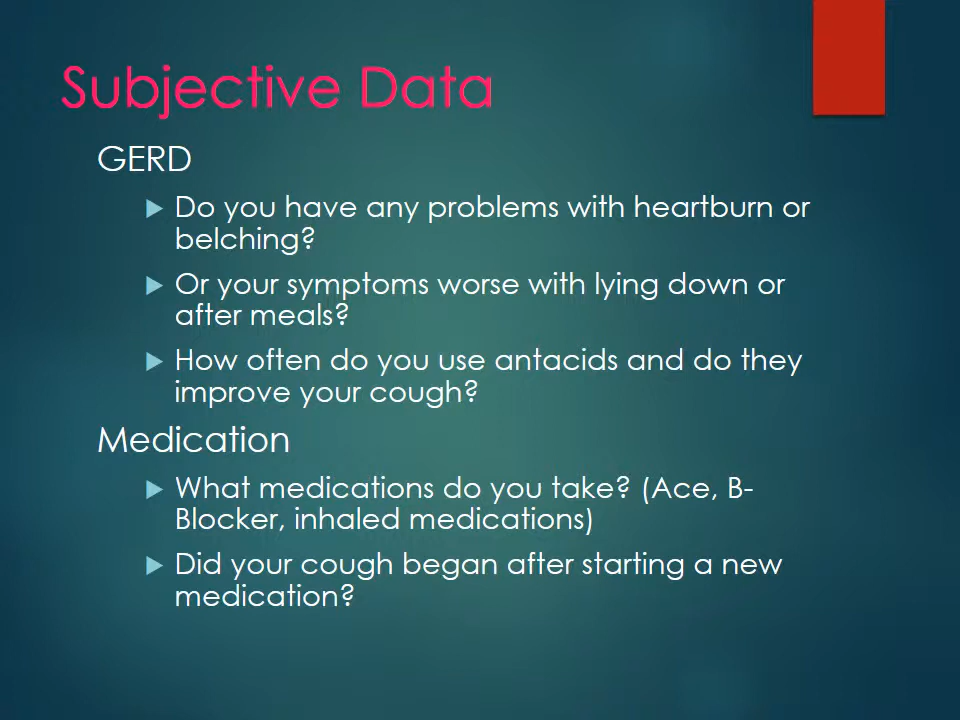 Subjective Data
GERD
Do you have any problems with heartburn or
belching?
Or your symptoms worse with lying down or
after meals?
How often do you use antacids and do they
improve your cough?
Medication
What medications do you take? (Ace, B-
Blocker, inhaled medications)
Did your cough began after starting a new
medication?